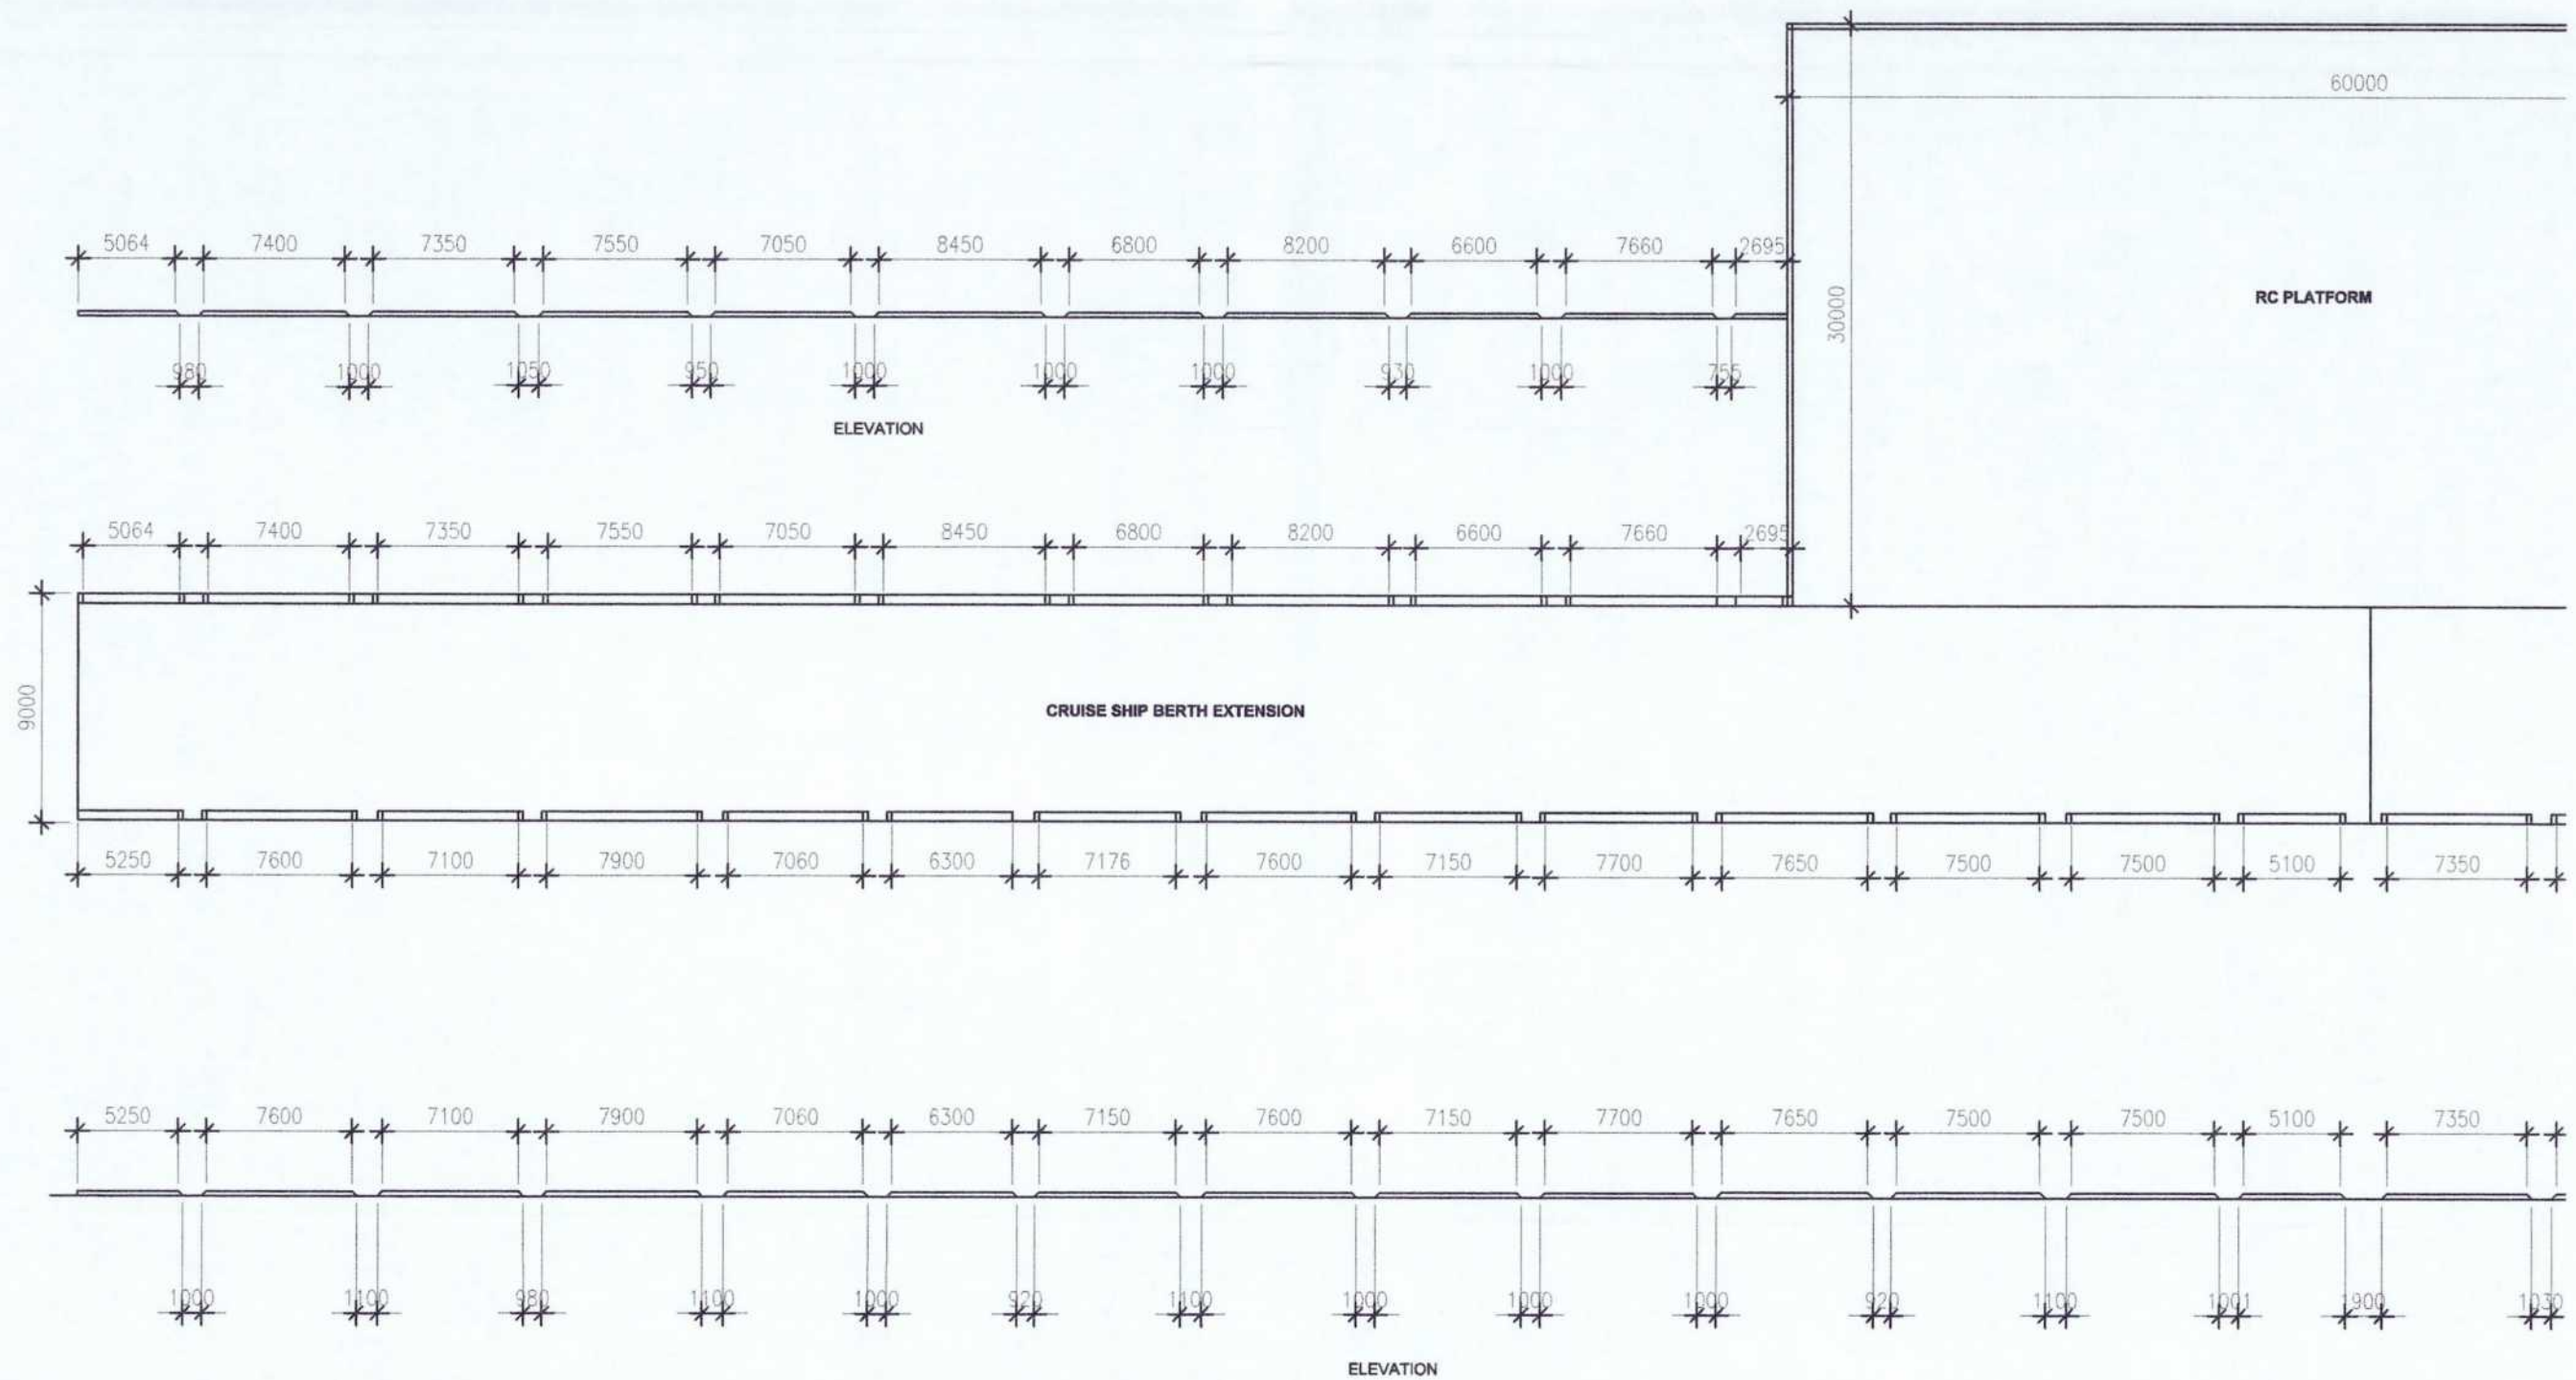 60000
5064 7400 7350 7550 7050 8450 6800 8200 6600 7660 2695
RC PLATFORM
30000
980 1000 1050 950 1000 1000 1000 930 1000 755
ELEVATION
5064 7400 7350 7550 7050 8450 6800 8200 6600 7660 2695
9000
CRUISE SHIP BERTH EXTENSION
5250 7600 7100 7900 7060 6300 7176 7600 7150 7700 7650 7500 7500 5100 7350
5250 7600 7100 7900 7060 6300 7150 7600 7150 7700 7650 7500 7500 5100 7350
1000 1100 980 1100 1000 920 1100 1000 1000 1000 920 1100 1001 1900 1030
ELEVATION